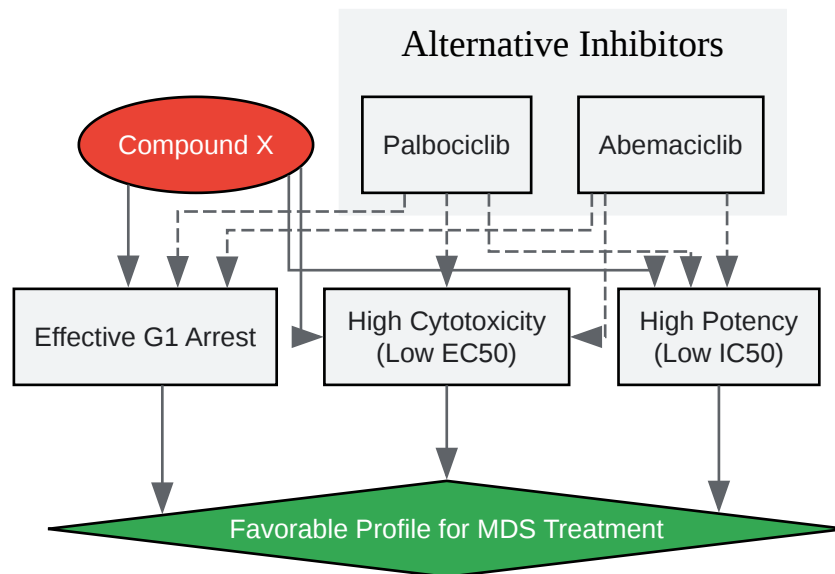 Alternative Inhibitors
Compound X
Palbociclib
Abemaciclib
Effective G1 Arrest
High Cytotoxicity
(Low EC50)
High Potency
(Low IC50)
Favorable Profile for MDS Treatment